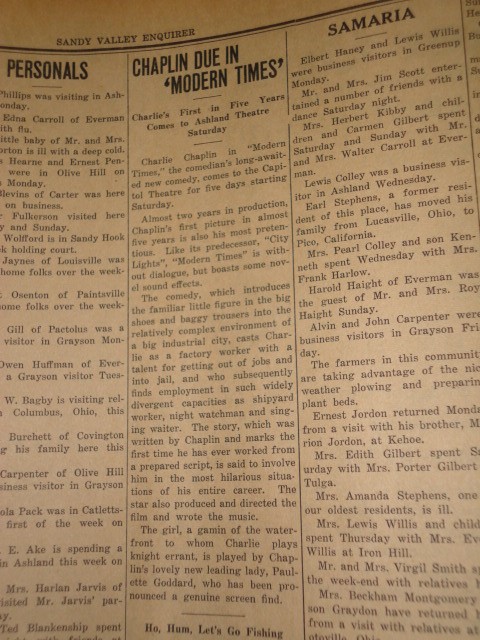 SANDY VALLEY ENQUIRER
PERSONALS
Phillips was visiting in Ash-
onday.
Edna Carroll of Everman
ith flu.
little baby of Mr. and Mrs.
orton is ill with a deep cold.
s Hearne and Ernest Pen-
were in Olive Hill on
Monday.
Blevins of Carter was here
on business.
Fulkerson visited here
y and Sunday.
Wolfford is in Sandy Hook
k holding court.
Jaynes of Louisville was
home folks over the week-
Osenton of Paintsville
ome folks over the week-
Gill of Pactolus was a
visitor in Grayson Mon-
Owen Huffman of Ever-
a Grayson visitor Tues-
W. Bagby is visiting rel-
n Columbus, Ohio, this
Burchett of Covington
g his family here this
Carpenter of Olive Hill
siness visitor in Grayson
ola Pack was in Catletts-
first of the week on
. E. Ake is spending a
in Ashland this week on
Mrs. Harlan Jarvis of
visited Mr. Jarvis' par-
ay.
Ted Blankenship spent
CHAPLIN DUE IN
'MODERN TIMES'
Charlie's First in Five Years
Comes to Ashland Theatre
Saturday
Charlie Chaplin in "Modern
Times," the comedian's long-await-
ed new comedy, comes to the Capi-
tol Theatre for five days starting
Saturday.
Almost two years in production,
Chaplin's first picture in almost
five years is also his most preten-
tious. Like its predecessor, "City
Lights", "Modern Times" is with-
out dialogue, but boasts some nov-
el sound effects.
The comedy, which introduces
the familiar little figure in the big
shoes and baggy trousers into the
relatively complex environment of
a big industrial city, casts Char-
lie as a factory worker with a
talent for getting out of jobs and
into jail, and who subsequently
finds employment in such widely
divergent capacities as shipyard
worker, night watchman and sing-
ing waiter. The story, which was
written by Chaplin and marks the
first time he has ever worked from
a prepared script, is said to involve
him in the most hilarious situa-
tions of his entire career. The
star also produced and directed the
film and wrote the music.
The girl, a gamin of the water-
front to whom Charlie plays
knight errant, is played by Chap-
lin's lovely new leading lady, Pau-
lette Goddard, who has been pro-
nounced a genuine screen find.
Ho, Hum, Let's Go Fishing
SAMARIA
Elbert Haney and Lewis Willis
were business visitors in Greenup
Monday.
Mr. and Mrs. Jim Scott enter-
tained a number of friends with a
dance Saturday night.
Mrs. Herbert Kibby and chil-
dren and Carmen Gilbert spent
Saturday and Sunday with Mr.
and Mrs. Walter Carroll at Ever-
man.
Lewis Colley was a business vis-
itor in Ashland Wednesday.
Earl Stephens, a former resi-
dent of this place, has moved his
family from Lucasville, Ohio, to
Pico, California.
Mrs. Pearl Colley and son Ken-
neth spent Wednesday with Mrs.
Frank Harlow.
Harold Haight of Everman was
the guest of Mr. and Mrs. Roy
Haight Sunday.
Alvin and John Carpenter were
business visitors in Grayson Fri
day.
The farmers in this communit
are taking advantage of the nic
weather plowing and preparin
plant beds.
Ernest Jordon returned Monda
from a visit with his brother, M
rion Jordon, at Kehoe.
Mrs. Edith Gilbert spent Sa
urday with Mrs. Porter Gilbert
Tulga.
Mrs. Amanda Stephens, one
our oldest residents, is ill.
Mrs. Lewis Willis and child
spent Thursday with Mrs. Eve
Willis at Iron Hill.
Mr. and Mrs. Virgil Smith sp
the week-end with relatives h
Mrs. Beckham Montgomery
son Graydon have returned h
from a visit with relatives at